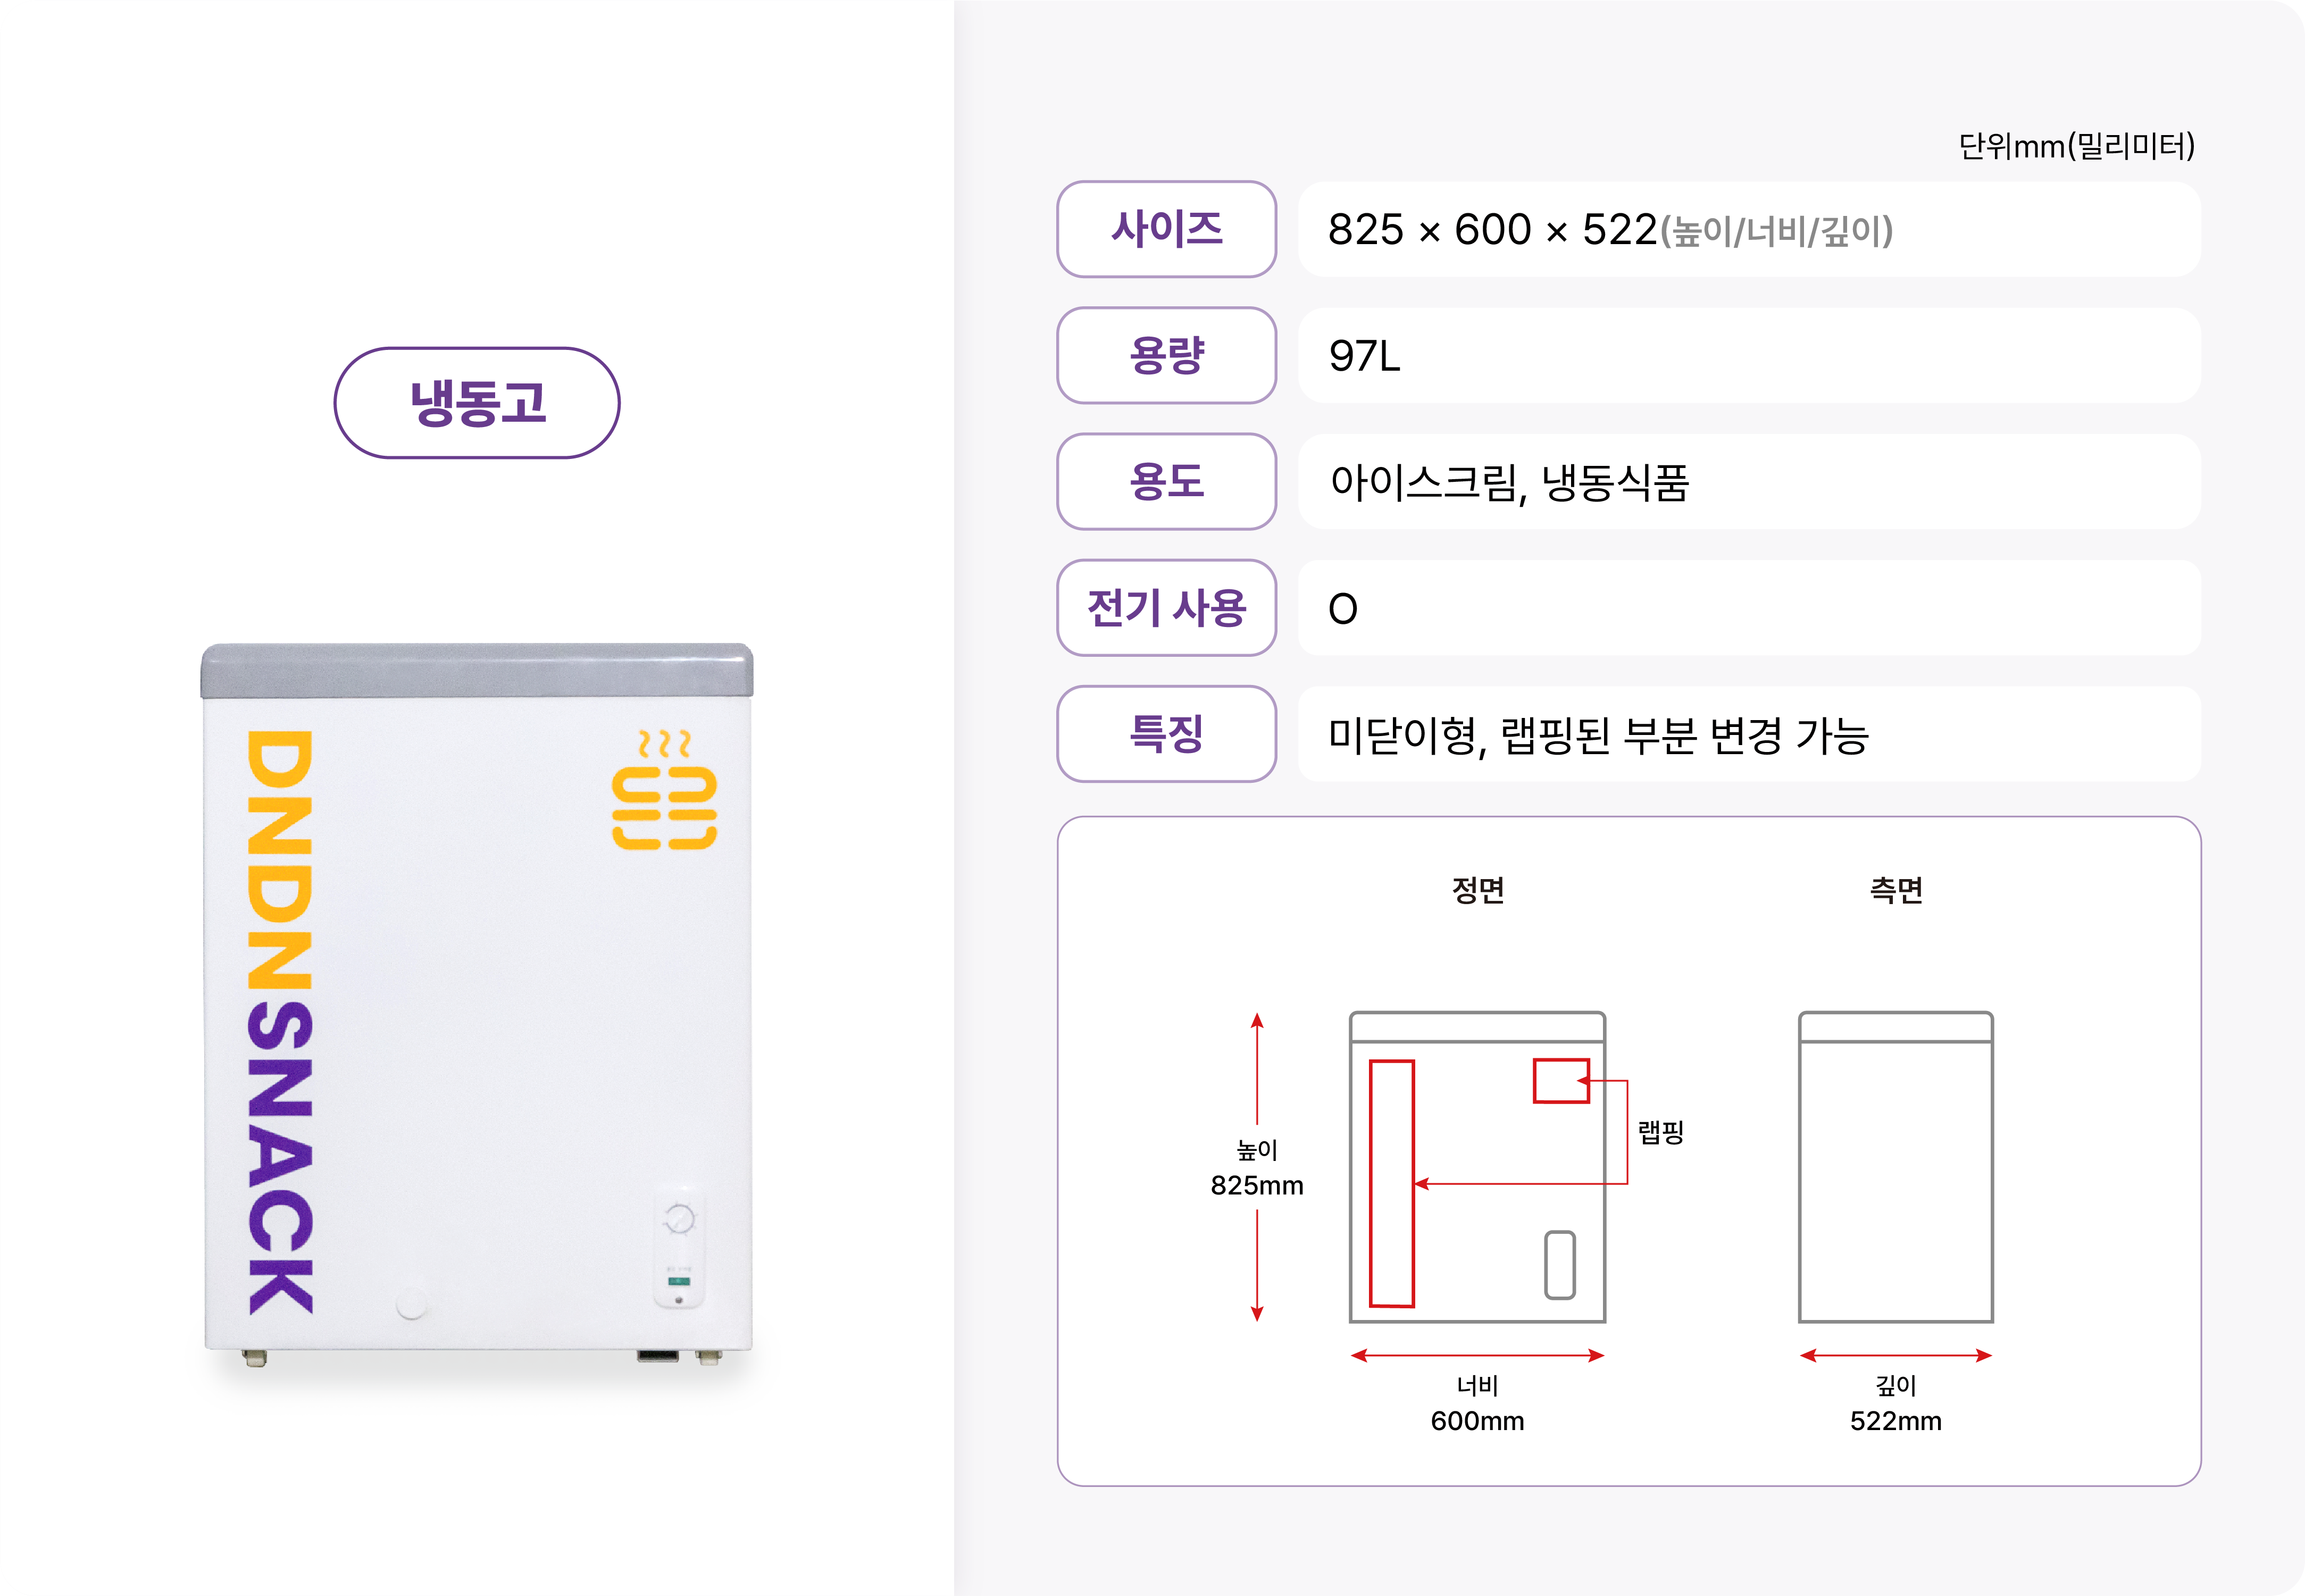 냉동고
DNDNSNACK
단위mm(밀리미터)
사이즈
825 × 600 × 522(높이/너비/깊이)
용량
97L
용도
아이스크림, 냉동식품
전기 사용
O
특징
미닫이형, 랩핑된 부분 변경 가능
정면
측면
높이
825mm
랩핑
너비
600mm
깊이
522mm